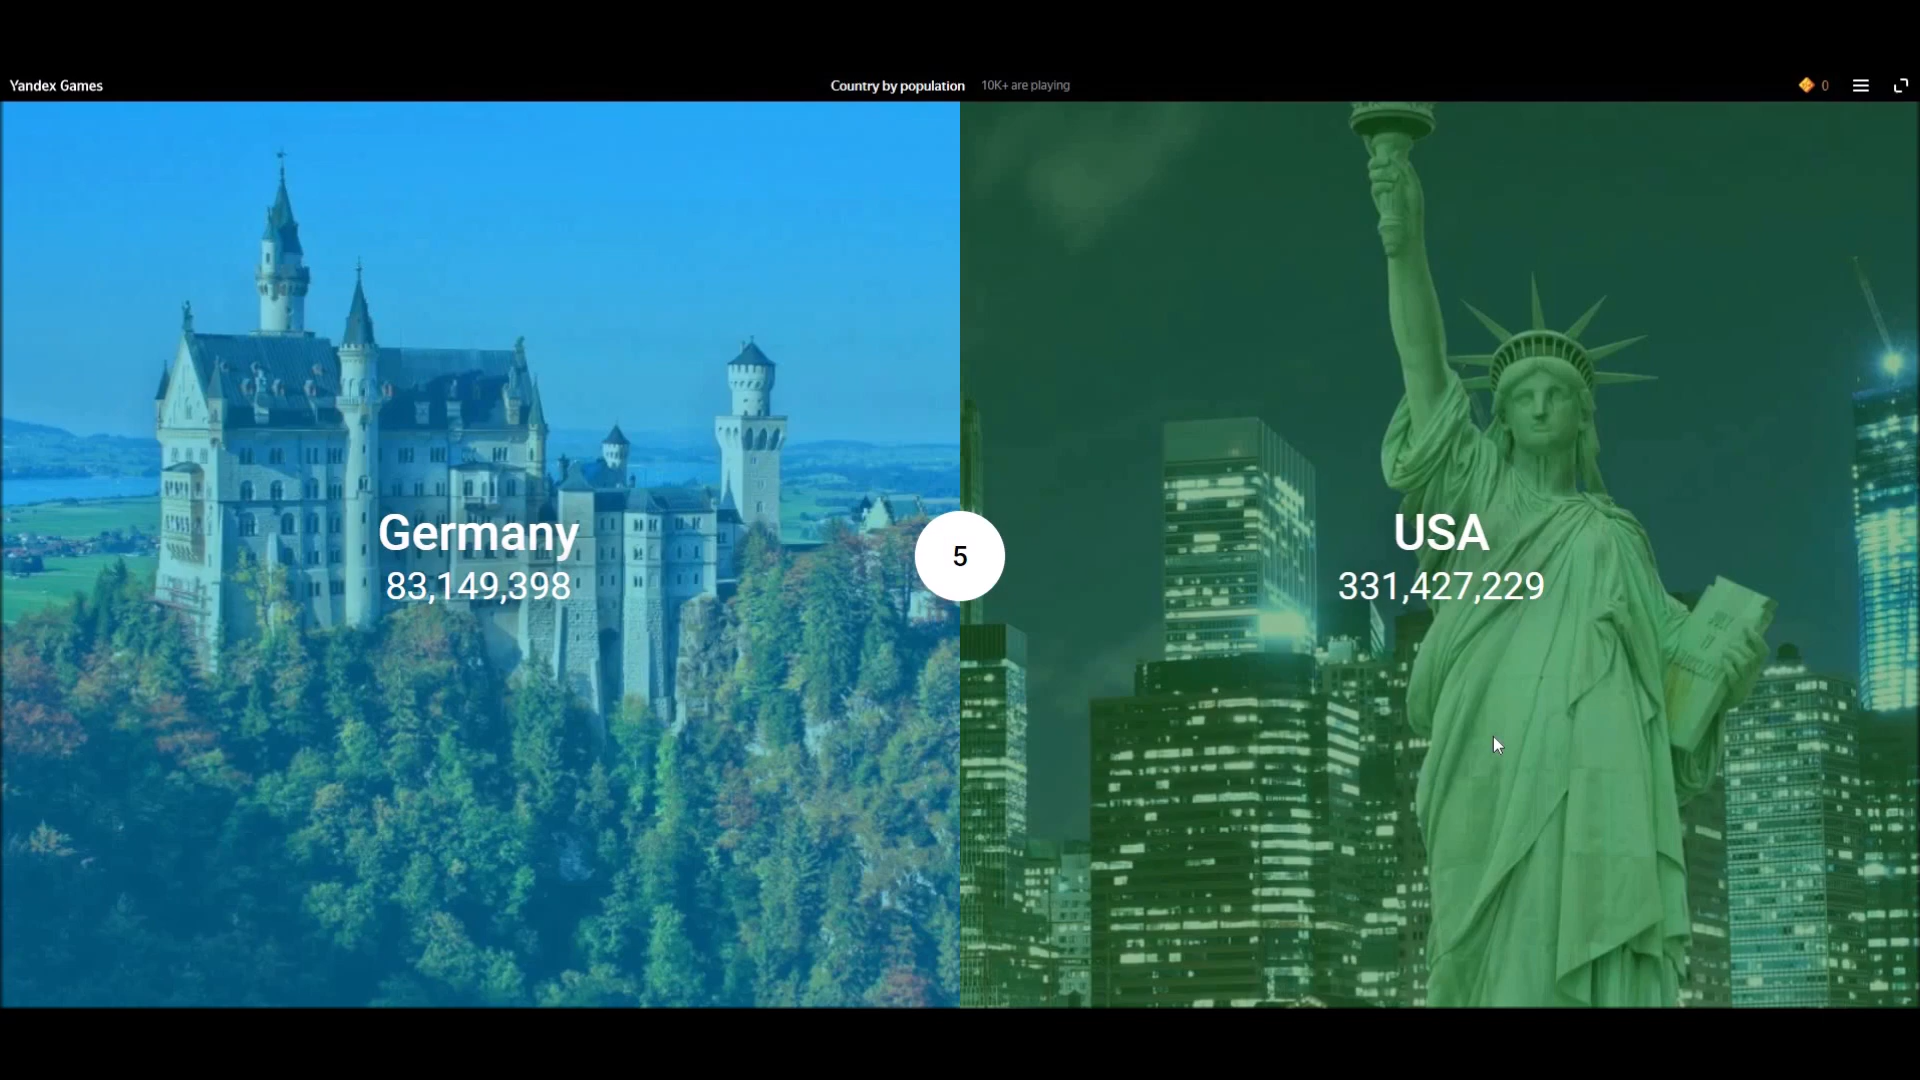 Yandex Games
Country by population 10K+ are playing
0
Germany
83,149,398
5
USA
331,427,229